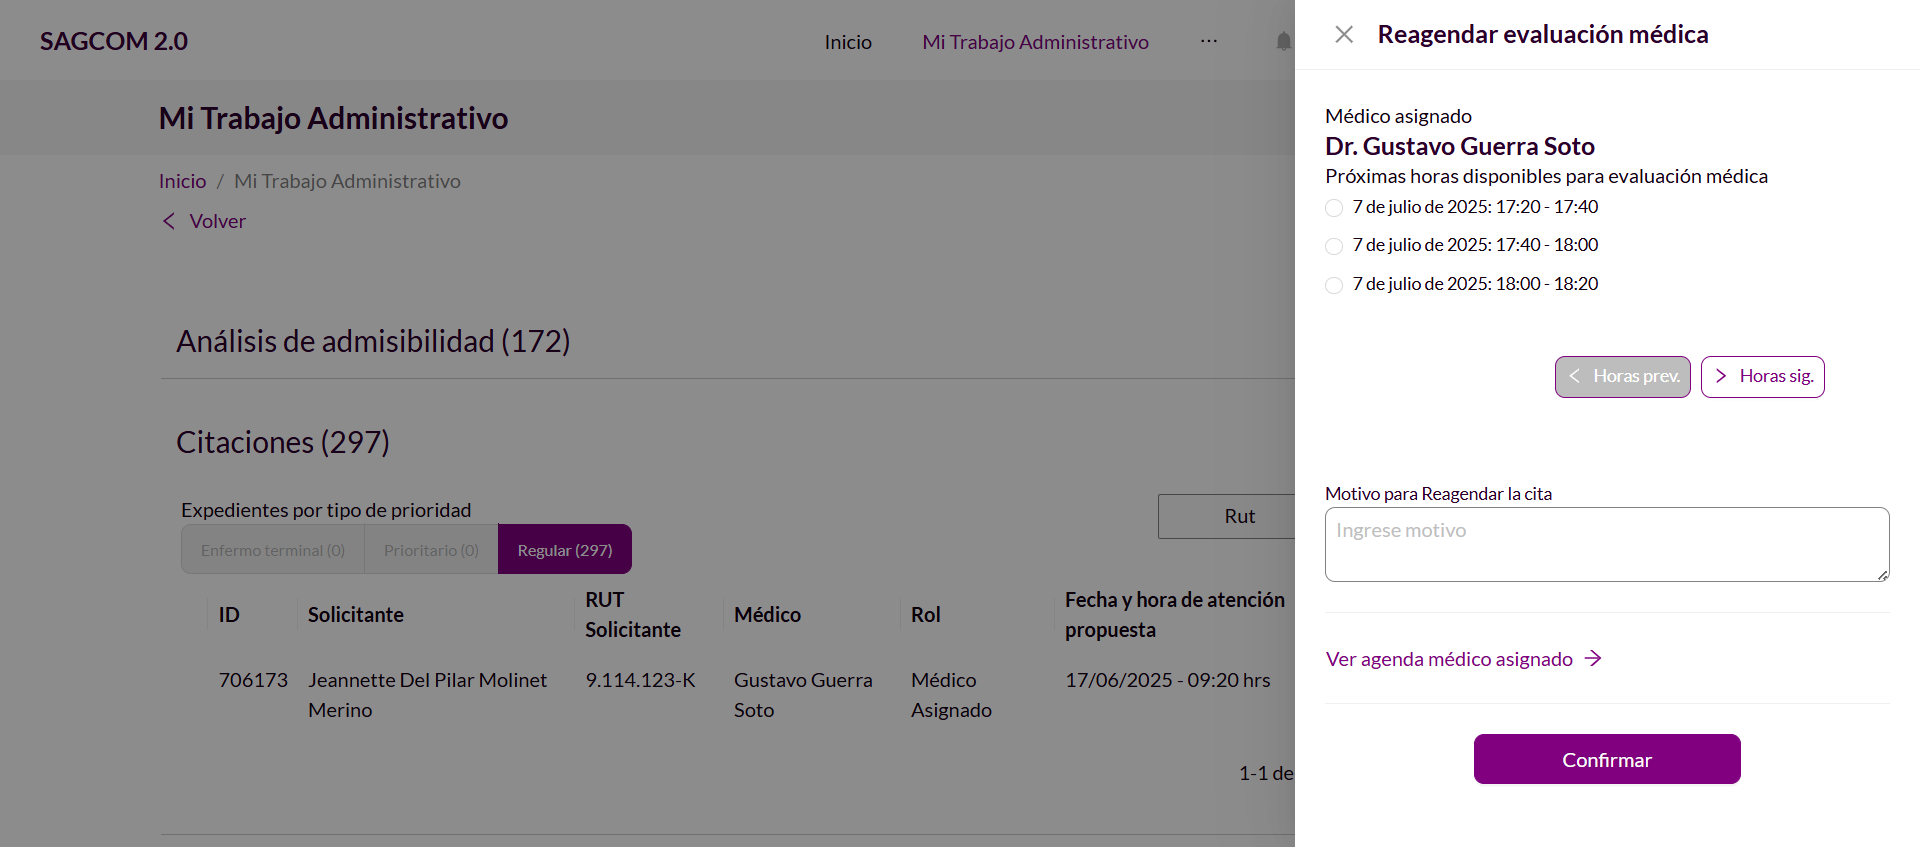 SAGCOM 2.0
Inicio
Mi Trabajo Administrativo
...
Mi Trabajo Administrativo
Inicio / Mi Trabajo Administrativo
Volver
Análisis de admisibilidad (172)
Citaciones (297)
Expedientes por tipo de prioridad
Enfermo terminal (0)
Prioritario (0)
Regular (297)
Rut
ID
Solicitante
RUT
Solicitante
Médico
Rol
Fecha y hora de atención
propuesta
706173
Jeannette Del Pilar Molinet
Merino
9.114.123-K
Gustavo Guerra
Soto
Médico
Asignado
17/06/2025 - 09:20 hrs
1-1 de
Reagendar evaluación médica
Médico asignado
Dr. Gustavo Guerra Soto
Próximas horas disponibles para evaluación médica
7 de julio de 2025: 17:20 - 17:40
7 de julio de 2025: 17:40 - 18:00
7 de julio de 2025: 18:00 - 18:20
Horas prev.
Horas sig.
Motivo para Reagendar la cita
Ingrese motivo
Ver agenda médico asignado
Confirmar